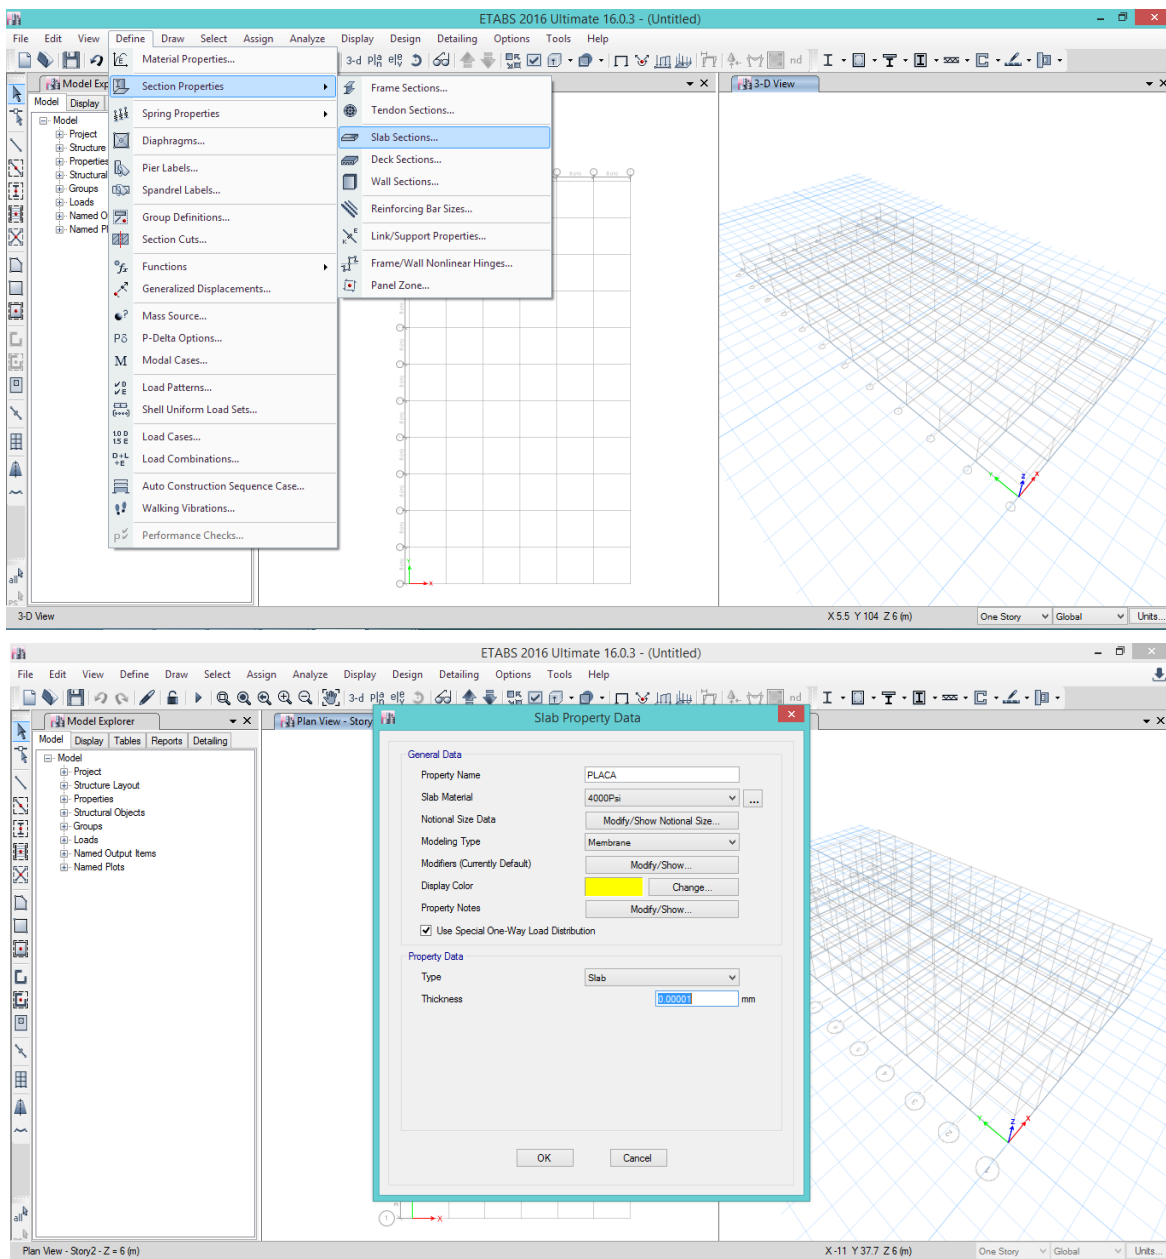 ETABS 2016 Ultimate 16.0.3 - (Untitled)
File Edit View Define Draw Select Assign Analyze Display Design Detailing Options Tools Help
3-d nd
Model Exp
3-D View
Model Display
Model
Project
Structure
Properties
Structural
Groups
Loads
Named O
Named Pl
Material Properties...
Section Properties
Spring Properties
Diaphragms...
Pier Labels...
Spandrel Labels...
Group Definitions...
Section Cuts...
Functions
Generalized Displacements...
Mass Source...
P-Delta Options...
Modal Cases...
Load Patterns...
Shell Uniform Load Sets...
Load Cases...
Load Combinations...
Auto Construction Sequence Case...
Walking Vibrations...
Performance Checks...
Frame Sections...
Tendon Sections...
Slab Sections...
Deck Sections...
Wall Sections...
Reinforcing Bar Sizes...
Link/Support Properties...
Frame/Wall Nonlinear Hinges...
Panel Zone...
all
3-D View X 5.5 Y 104 Z 6 (m) One Story Global Units...
ETABS 2016 Ultimate 16.0.3 - (Untitled)
File Edit View Define Draw Select Assign Analyze Display Design Detailing Options Tools Help
3-d nd
Model Explorer
Plan View - Story
Model Display Tables Reports Detailing
Model
Project
Structure Layout
Properties
Structural Objects
Groups
Loads
Named Output Items
Named Plots
Slab Property Data
General Data
Property Name PLACA
Slab Material 4000Psi ...
Notional Size Data Modify/Show Notional Size...
Modeling Type Membrane
Modifiers (Currently Default) Modify/Show...
Display Color Change...
Property Notes Modify/Show...
Use Special One-Way Load Distribution
Property Data
Type Slab
Thickness 0.00001 mm
OK Cancel
all
Plan View - Story2 - Z = 6 (m) X -11 Y 37.7 Z 6 (m) One Story Global Units...